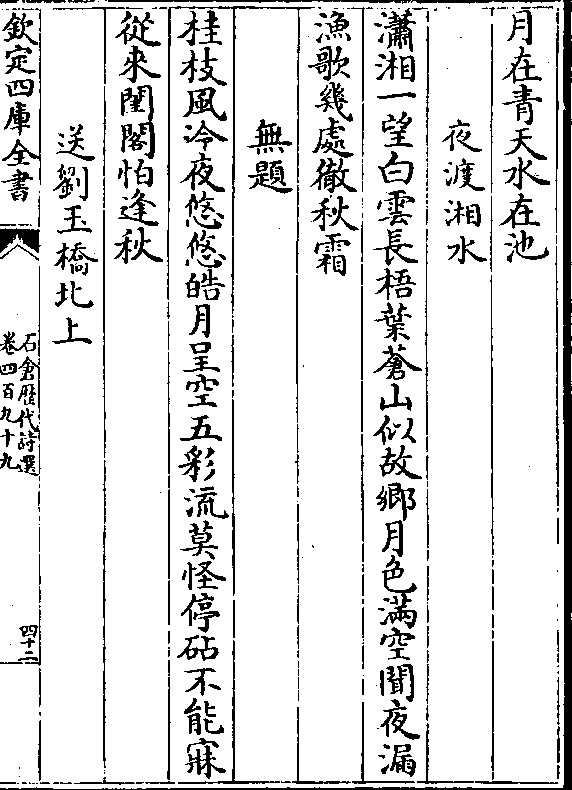 月在青天水在池
夜渡湘水
瀟湘一望白雲長梧葉蒼山似故鄉月色滿空聞夜漏
漁歌幾處徹秋霜
無題
桂枝風冷夜悠悠皓月呈空五彩流莫怪停砧不能寐
從來閨閣怕逢秋
送劉玉橋北上
欽定四庫全書
石倉歴代詩選
卷四百九十九
四十二